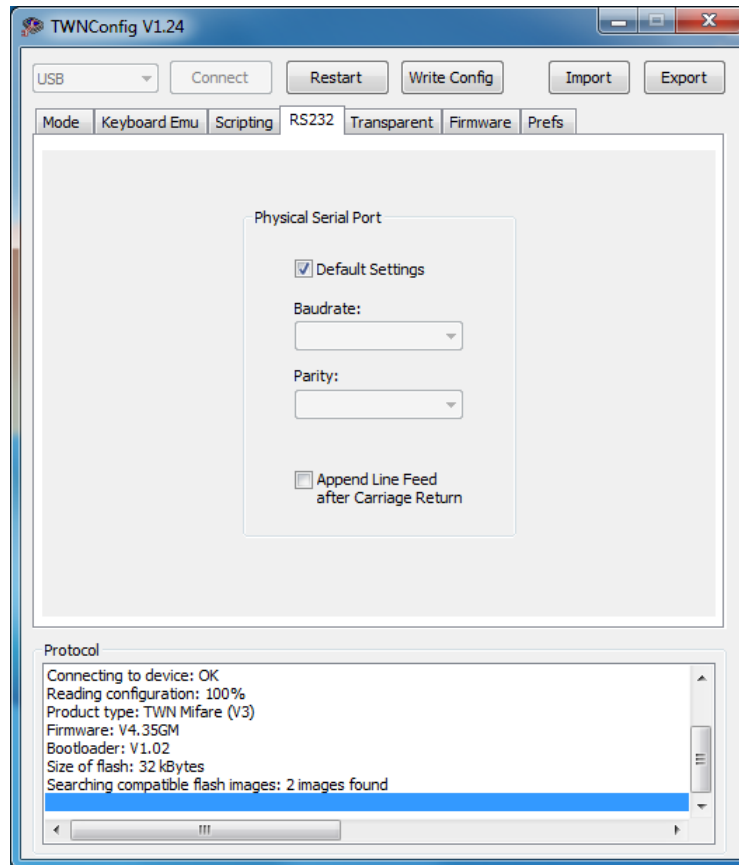 TWNConfig V1.24
USB
Connect
Restart
Write Config
Import
Export
Mode
Keyboard Emu
Scripting
RS232
Transparent
Firmware
Prefs
Physical Serial Port
Default Settings
Baudrate:
Parity:
Append Line Feed
after Carriage Return
Protocol
Connecting to device: OK
Reading configuration: 100%
Product type: TWN Mifare (V3)
Firmware: V4.35GM
Bootloader: V1.02
Size of flash: 32 kBytes
Searching compatible flash images: 2 images found